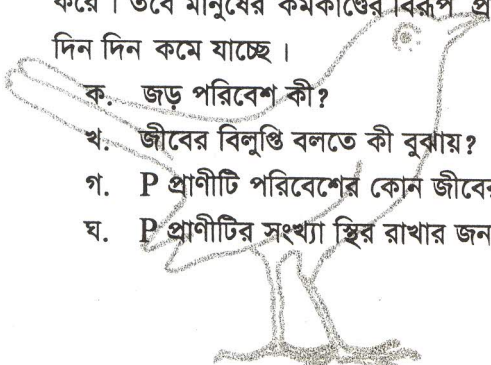 করে। তবে মানুষের কর্মকাণ্ডের বিরূপ
দিন দিন কমে যাচ্ছে।
ক. জড় পরিবেশ কী?
খ. জীবের বিলুপ্তি বলতে কী বুঝায়?
গ. P প্রাণীটি পরিবেশের কোন জীবের
ঘ. P প্রাণীটির সংখ্যা স্থির রাখার জন